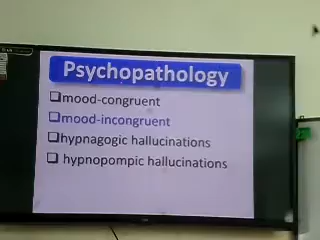 Psychopathology
❑mood-congruent
❑mood-incongruent
❑hypnagogic hallucinations
❑ hypnopompic hallucinations